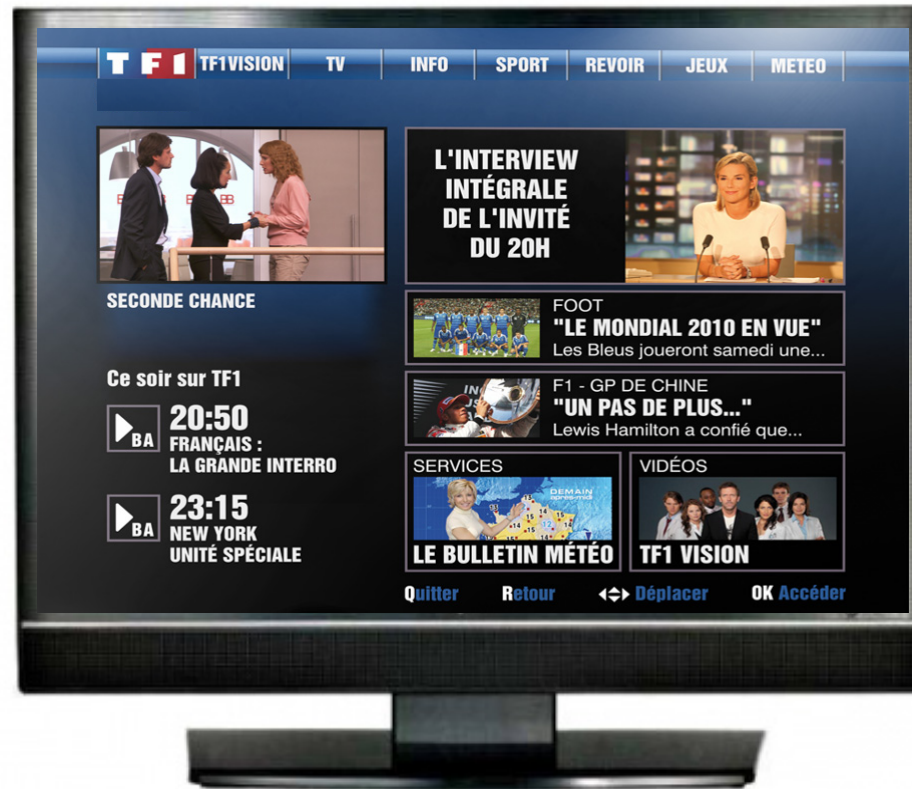 TF1
TF1VISION TV INFO SPORT REVOIR JEUX METEO
SECONDE CHANCE
Ce soir sur TF1
BA
20:50
FRANÇAIS :
LA GRANDE INTERRO
BA
23:15
NEW YORK
UNITÉ SPÉCIALE
L'INTERVIEW
INTÉGRALE
DE L'INVITÉ
DU 20H
FOOT
"LE MONDIAL 2010 EN VUE"
Les Bleus joueront samedi une...
F1 - GP DE CHINE
"UN PAS DE PLUS..."
Lewis Hamilton a confié que...
SERVICES
DEMAIN
après-midi
LE BULLETIN MÉTÉO
VIDÉOS
TF1 VISION
Quitter Retour Déplacer OK Accéder